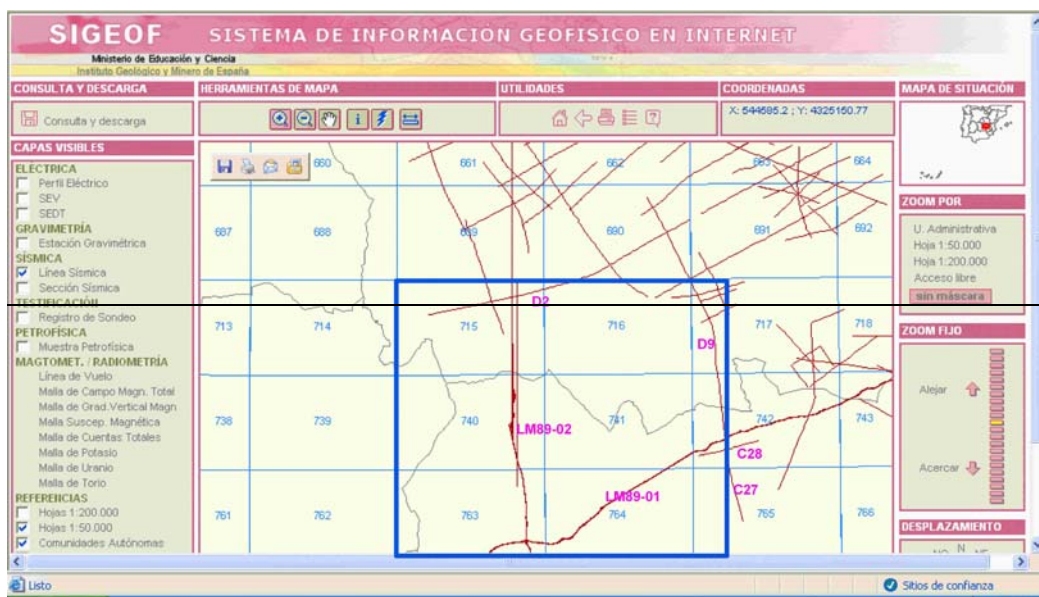 SIGEOF SISTEMA DE INFORMACIÓN GEOFÍSICO EN INTERNET
Ministerio de Educación y Ciencia
Instituto Geológico y Minero de España
CONSULTA Y DESCARGA
HERRAMIENTAS DE MAPA
UTILIDADES
COORDENADAS
MAPA DE SITUACIÓN
Consulta y descarga
X: 544585.2 ; Y: 4325150.77
CAPAS VISIBLES
ELÉCTRICA
Perfil Eléctrico
SEV
SEDT
GRAVIMETRÍA
Estación Gravimétrica
SÍSMICA
Línea Sísmica
Sección Sísmica
TESTIFICACIÓN
Registro de Sondeo
PETROFÍSICA
Muestra Petrofísica
MAGTOMET. / RADIOMETRÍA
Línea de Vuelo
Malla de Campo Magn. Total
Malla de Grad.Vertical Magn
Malla Suscep. Magnética
Malla de Cuentas Totales
Malla de Potasio
Malla de Uranio
Malla de Torio
REFERENCIAS
Hojas 1:200.000
Hojas 1:50.000
Comunidades Autónomas
660 661 662 663 664
687 688 689 690 691 692
D2
713 714 715 716 717 718
D9
738 739 740 741 742 743
LM89-02
C28
LM89-01
C27
761 762 763 764 765 766
ZOOM POR
U. Administrativa
Hoja 1:50.000
Hoja 1:200.000
Acceso libre
sin máscara
ZOOM FIJO
Alejar
Acercar
DESPLAZAMIENTO
NO N NE
Listo
Sitios de confianza